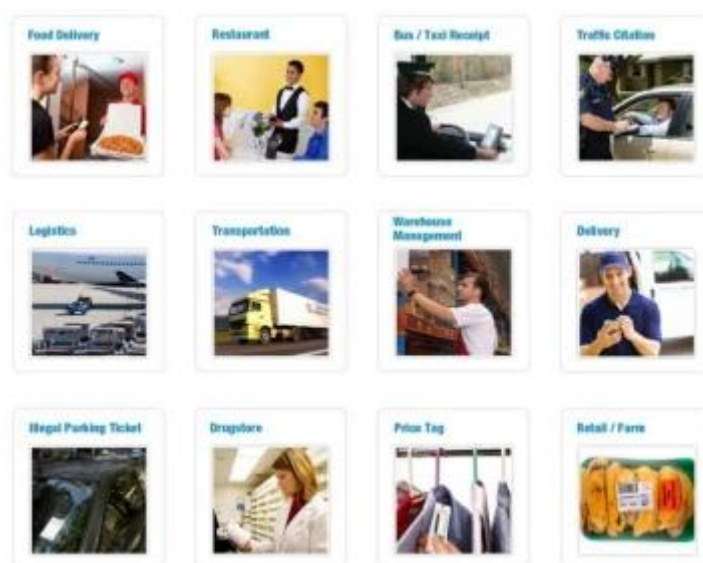 Food Delivery
Restaurant
Bus / Taxi Receipt
Traffic Citation
Logistics
Transportation
Warehouse
Management
Delivery
Illegal Parking Ticket
Drugstore
Price Tag
Retail / Farm